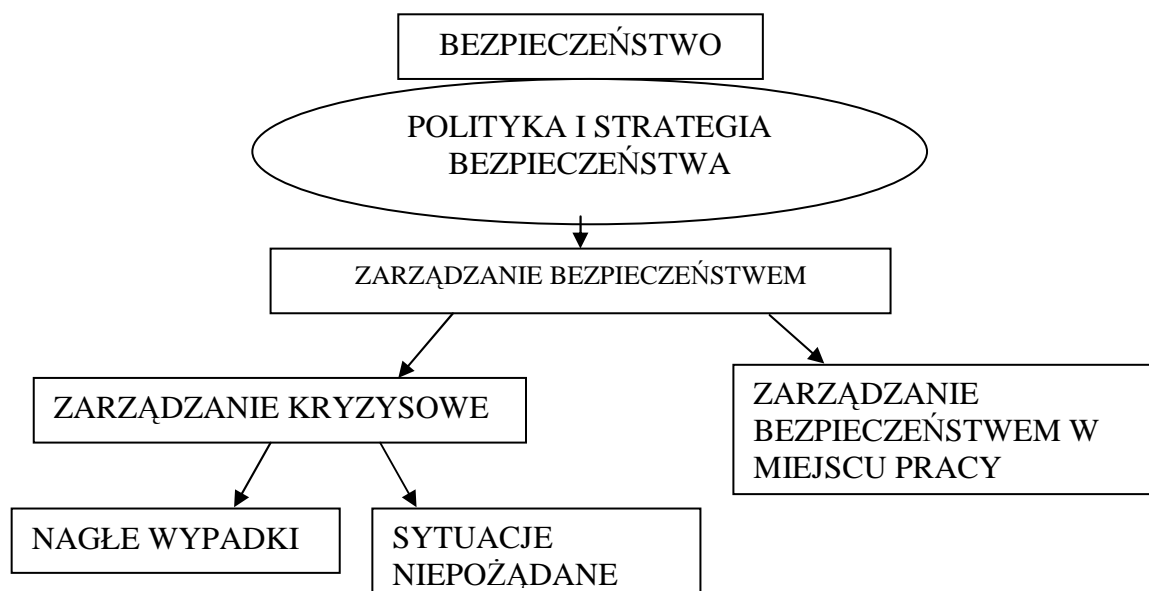 BEZPIECZEŃSTWO
POLITYKA I STRATEGIA
BEZPIECZEŃSTWA
ZARZĄDZANIE BEZPIECZEŃSTWEM
ZARZĄDZANIE KRYZYSOWE
ZARZĄDZANIE
BEZPIECZEŃSTWEM W
MIEJSCU PRACY
NAGŁE WYPADKI
SYTUACJE
NIEPOŻĄDANE